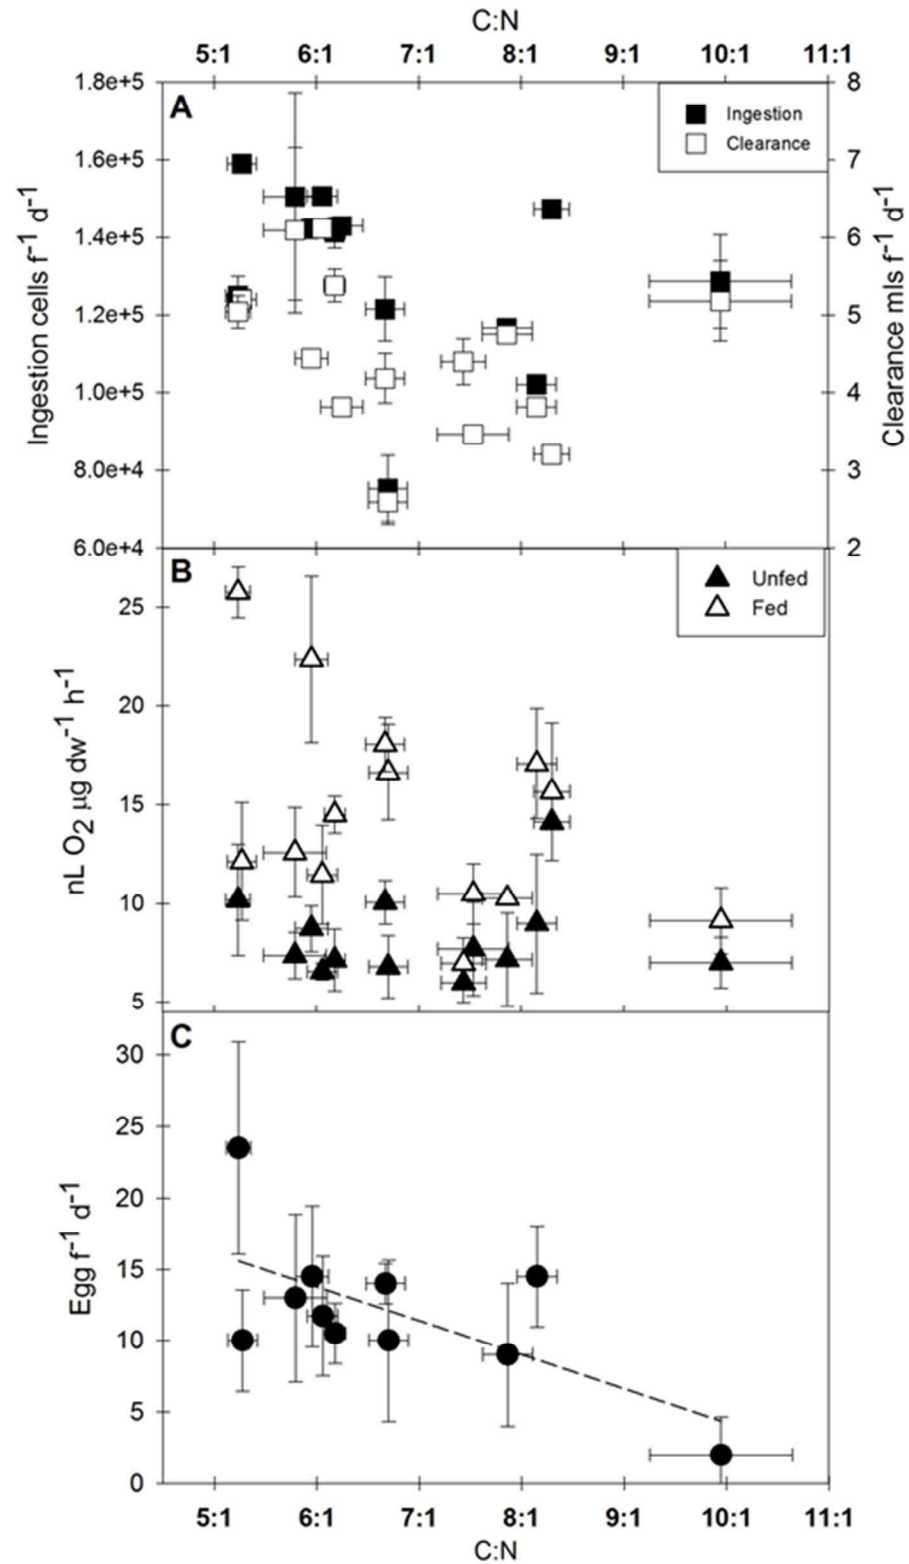 C:N
5:1 6:1 7:1 8:1 9:1 10:1 11:1
A
Ingestion
Clearance
1.8e+5
1.6e+5
1.4e+5
1.2e+5
1.0e+5
8.0e+4
6.0e+4
Ingestion cells f⁻¹ d⁻¹
8
7
6
5
4
3
2
Clearance mls f⁻¹ d⁻¹
B
Unfed
Fed
25
20
15
10
5
nL O₂ µg dw⁻¹ h⁻¹
C
30
25
20
15
10
5
0
Egg f⁻¹ d⁻¹
5:1 6:1 7:1 8:1 9:1 10:1 11:1
C:N